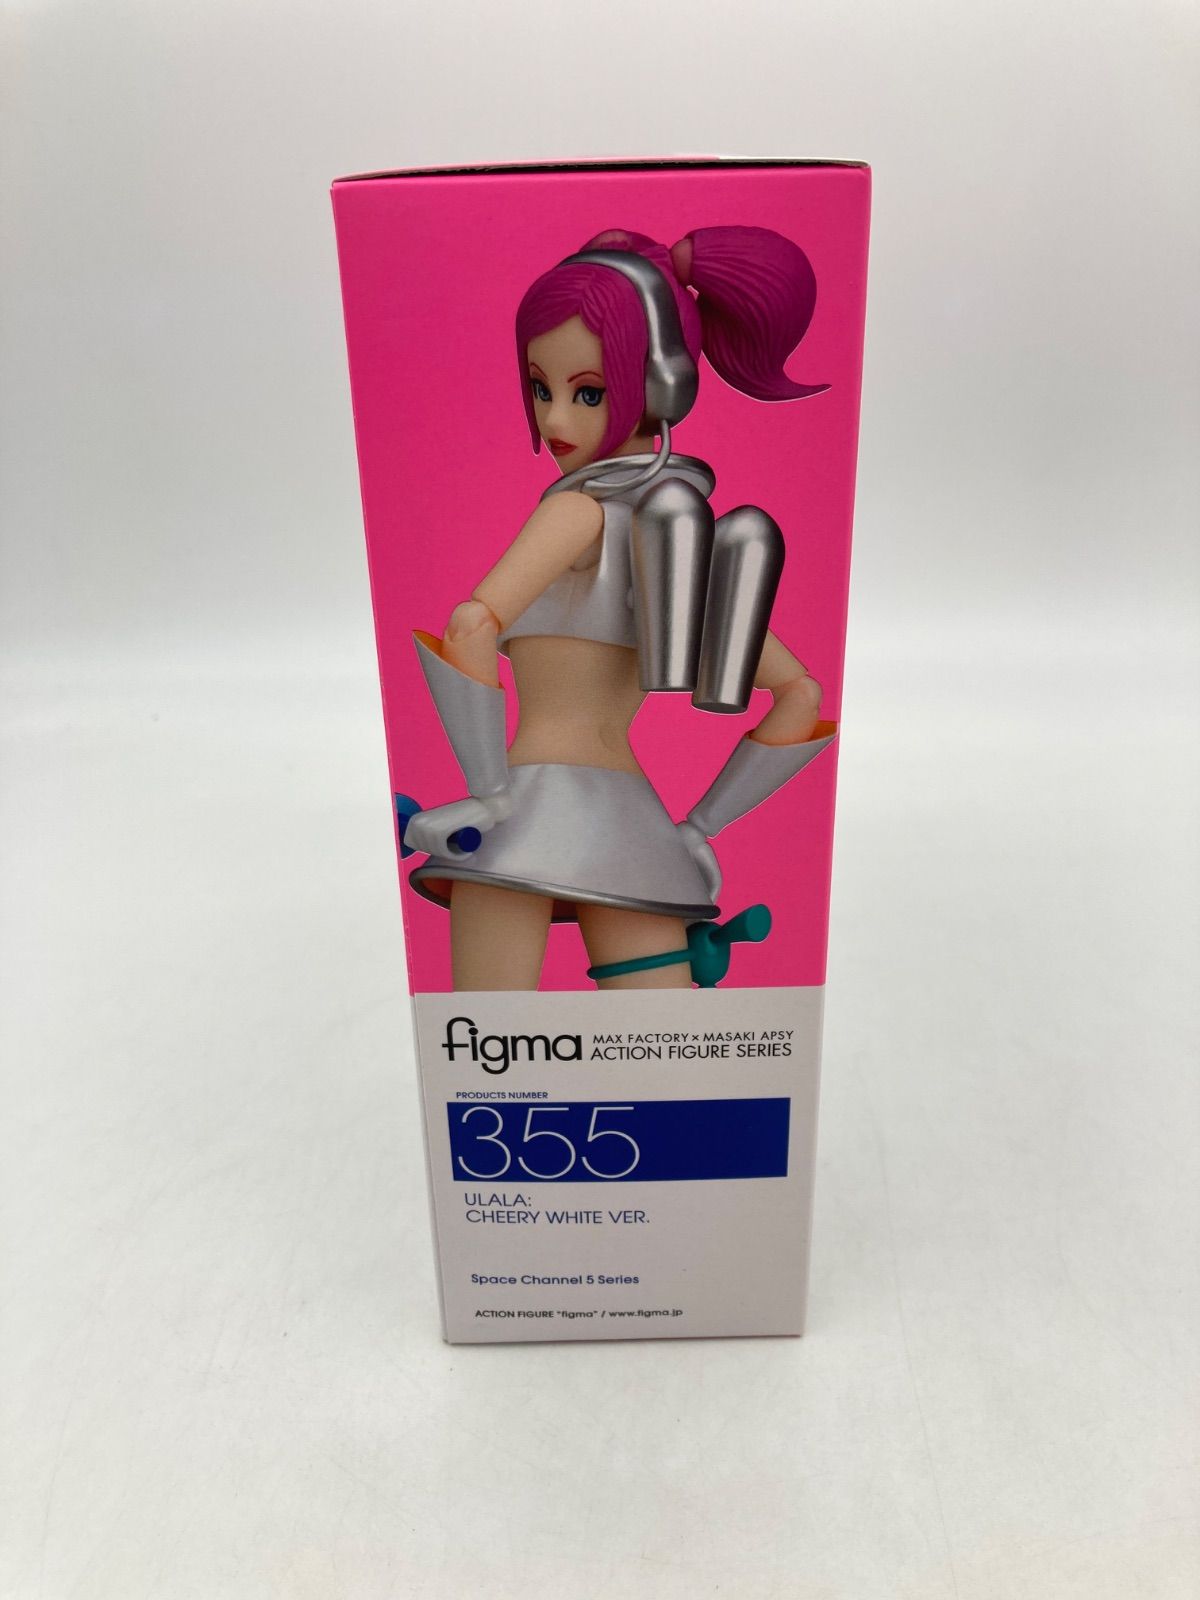 figma
MAX FACTORY × MASAKI APSY
ACTION FIGURE SERIES
PRODUCTS NUMBER
355
ULALA:
CHEERY WHITE VER.
Space Channel 5 Series
ACTION FIGURE "figma" / www.figma.jp